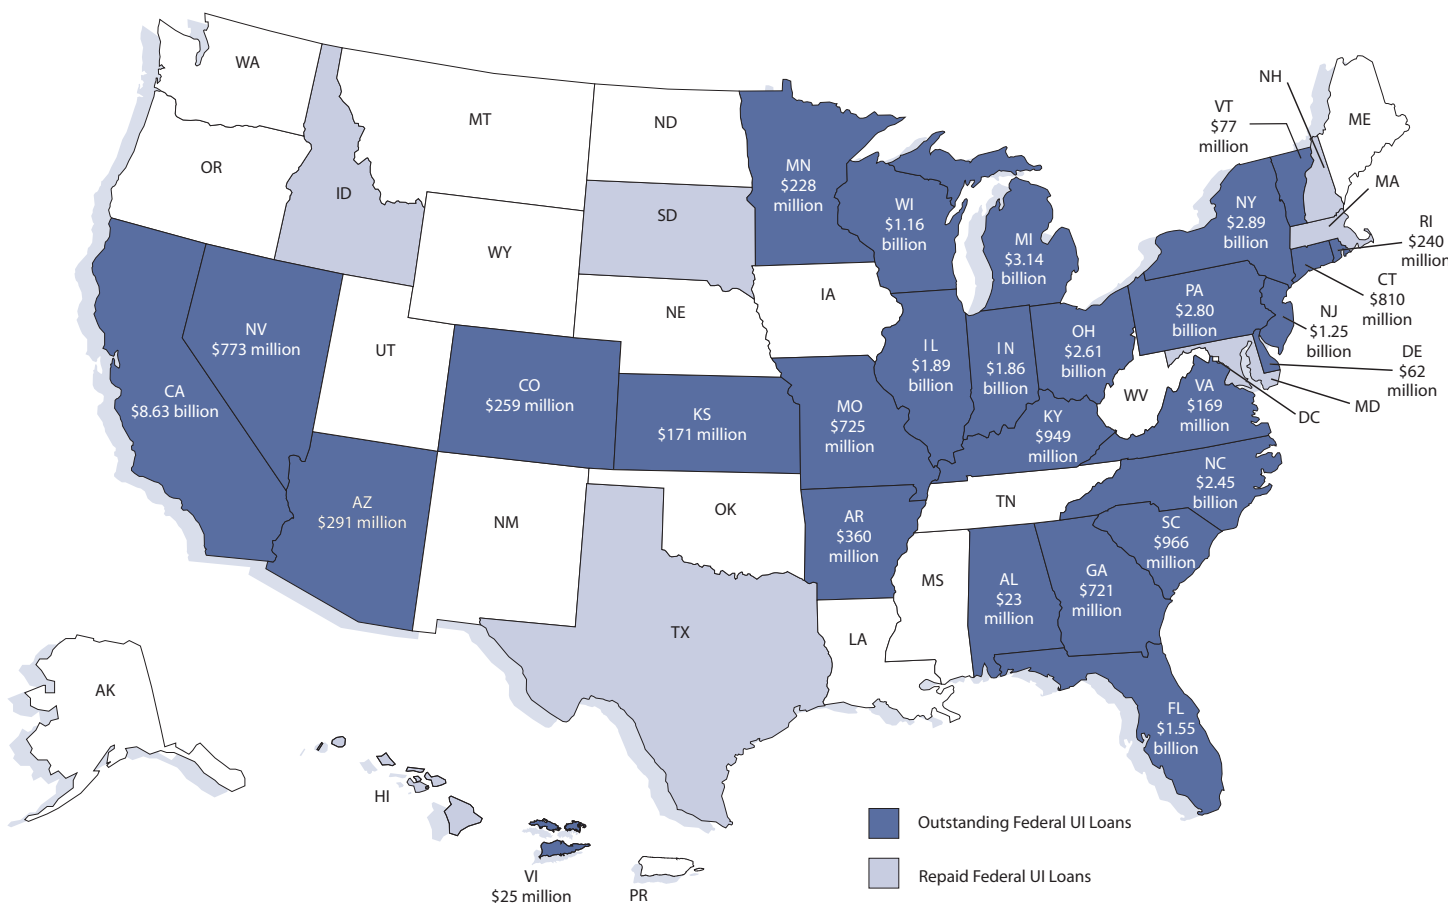 WA
MT
ND
OR
ID
SD
WY
NE
IA
MN
$228
million
WI
$1.16
billion
MI
$3.14
billion
NH
VT
$77
million
ME
MA
NY
$2.89
billion
RI
$240
million
CT
$810
million
PA
$2.80
billion
NJ
$1.25
billion
DE
$62
million
MD
DC
NV
$773 million
UT
CA
$8.63 billion
CO
$259 million
KS
$171 million
MO
$725
million
IL
$1.89
billion
IN
$1.86
billion
OH
$2.61
billion
WV
KY
$949
million
VA
$169
million
NC
$2.45
billion
TN
SC
$966
million
AZ
$291 million
NM
OK
AR
$360
million
MS
AL
$23
million
GA
$721
million
TX
LA
FL
$1.55
billion
AK
HI
VI
$25 million
PR
Outstanding Federal UI Loans
Repaid Federal UI Loans